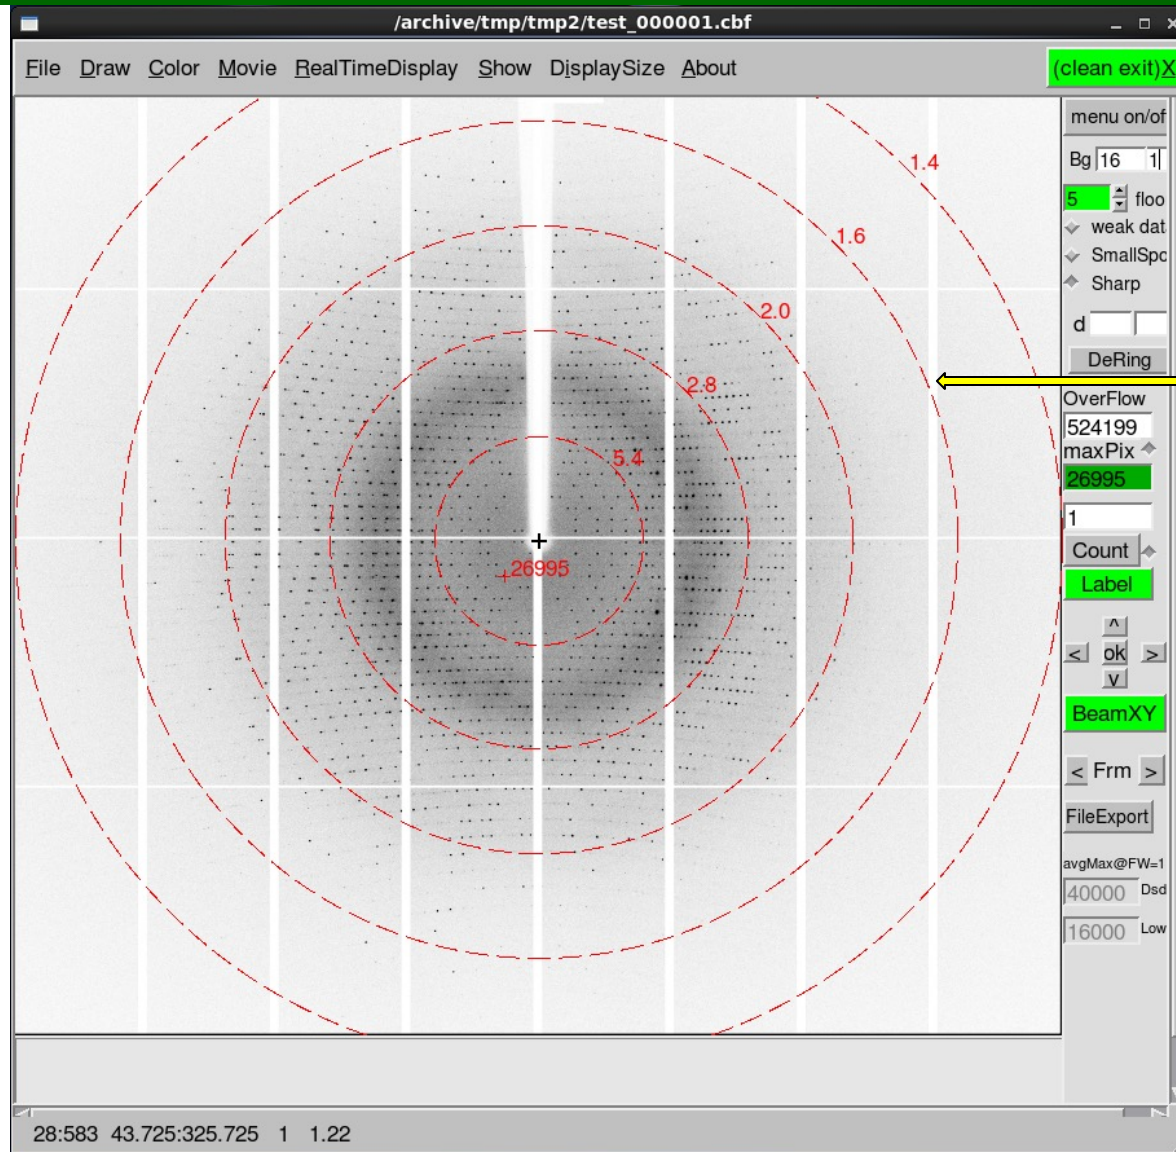 /archive/tmp/tmp2/test_000001.cbf
File Draw Color Movie RealTimeDisplay Show DisplaySize About (clean exit)X
menu on/of
Bg 16 1
5 floo
weak dat
SmallSpo
Sharp
d
DeRing
OverFlow
524199
maxPix
26995
1
Count
Label
^
< ok >
v
BeamXY
< Frm >
FileExport
avgMax@FW=1
40000 Dsd
16000 Low
1.4
1.6
2.0
2.8
5.4
+26995
28:583 43.725:325.725 1 1.22